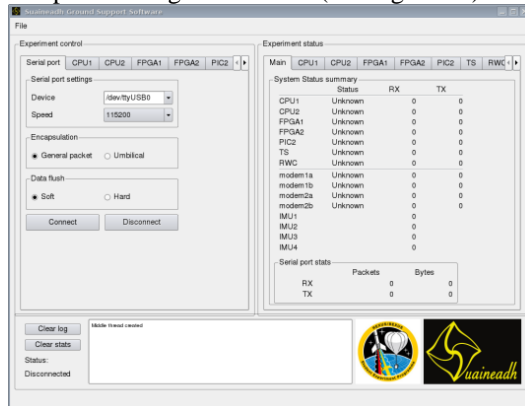 Suaineadh Ground Support Software
File
Experiment control
Serial port CPU1 CPU2 FPGA1 FPGA2 PIC2
Serial port settings
Device /dev/ttyUSB0
Speed 115200
Encapsulation
General packet Umbilical
Data flush
Soft Hard
Connect Disconnect
Experiment status
Main CPU1 CPU2 FPGA1 FPGA2 PIC2 TS RWC
System Status summary
Status RX TX
CPU1 Unknown 0 0
CPU2 Unknown 0 0
FPGA1 Unknown 0 0
FPGA2 Unknown 0 0
PIC2 Unknown 0 0
TS Unknown 0 0
RWC Unknown 0 0
modem1a Unknown 0 0
modem1b Unknown 0 0
modem2a Unknown 0 0
modem2b Unknown 0 0
IMU1 0
IMU2 0
IMU3 0
IMU4 0
Serial port stats
Packets Bytes
RX 0 0
TX 0 0
Clear log
Clear stats
Status:
Disconnected
Middle thread created
Suaineadh